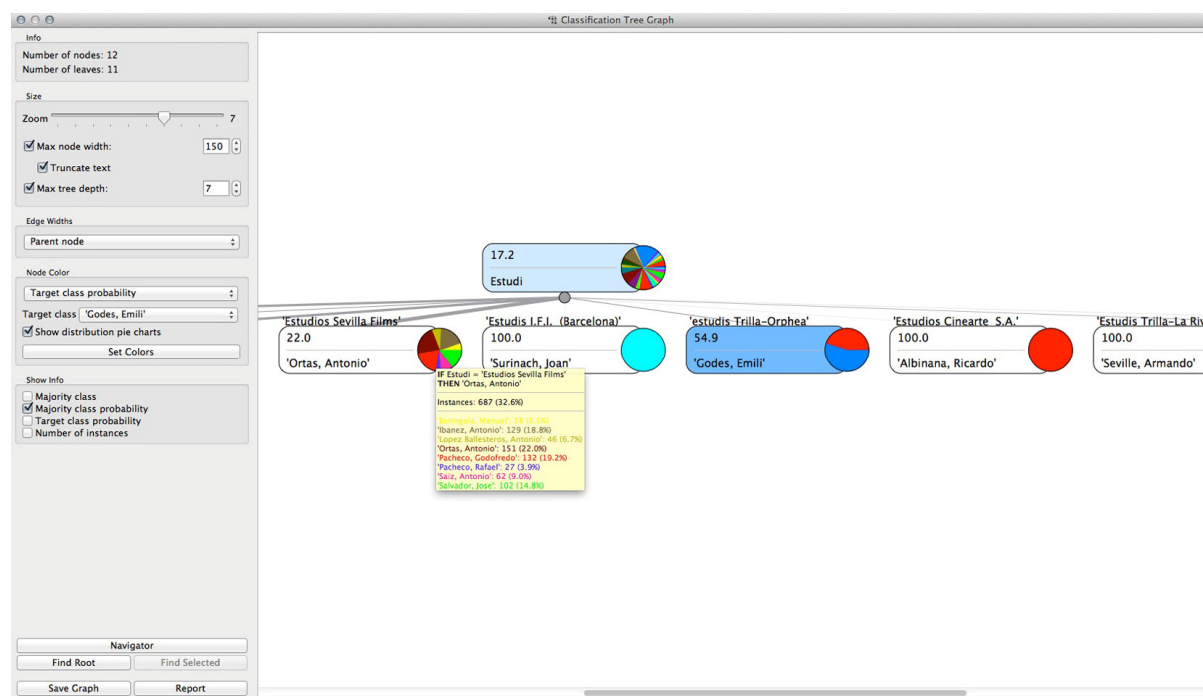 Classification Tree Graph
Info
Number of nodes: 12
Number of leaves: 11
Size
Zoom 7
Max node width: 150
Truncate text
Max tree depth: 7
Edge Widths
Parent node
Node Color
Target class probability
Target class 'Godes, Emili'
Show distribution pie charts
Set Colors
Show Info
Majority class
Majority class probability
Target class probability
Number of instances
Navigator
Find Root Find Selected
Save Graph Report
17.2
Estudi
'Estudios Sevilla Films' 'Estudis I.F.I. (Barcelona)' 'estudis Trilla-Orphea' 'Estudios Cinearte S.A.' 'Estudis Trilla-La Riv
22.0 100.0 54.9 100.0 100.0
'Ortas, Antonio' 'Surinach, Joan' 'Godes, Emili' 'Albinana, Ricardo' 'Seville, Armando'
IF Estudi = 'Estudios Sevilla Films'
THEN 'Ortas, Antonio'
Instances: 687 (32.6%)
'Ibanez, Antonio': 129 (18.8%)
'Lopez Ballesteros, Antonio': 46 (6.7%)
'Ortas, Antonio': 151 (22.0%)
'Pacheco, Godofredo': 132 (19.2%)
'Pacheco, Rafael': 27 (3.9%)
'Saiz, Antonio': 62 (9.0%)
'Salvador, Jose': 102 (14.8%)